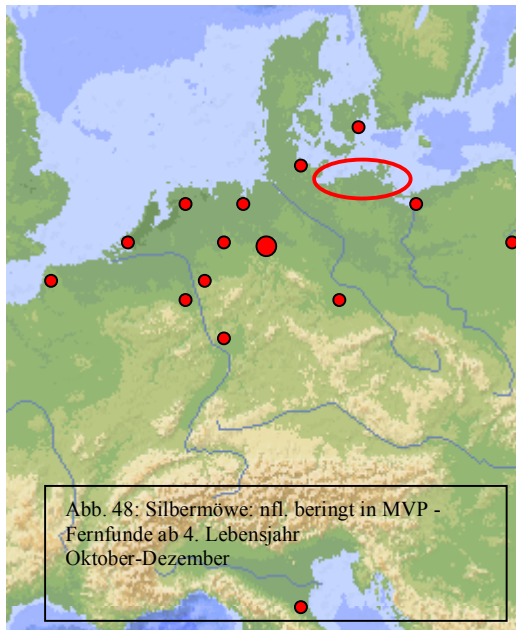 Abb. 48: Silbermöwe: nfl. beringt in MVP -
Fernfunde ab 4. Lebensjahr
Oktober-Dezember